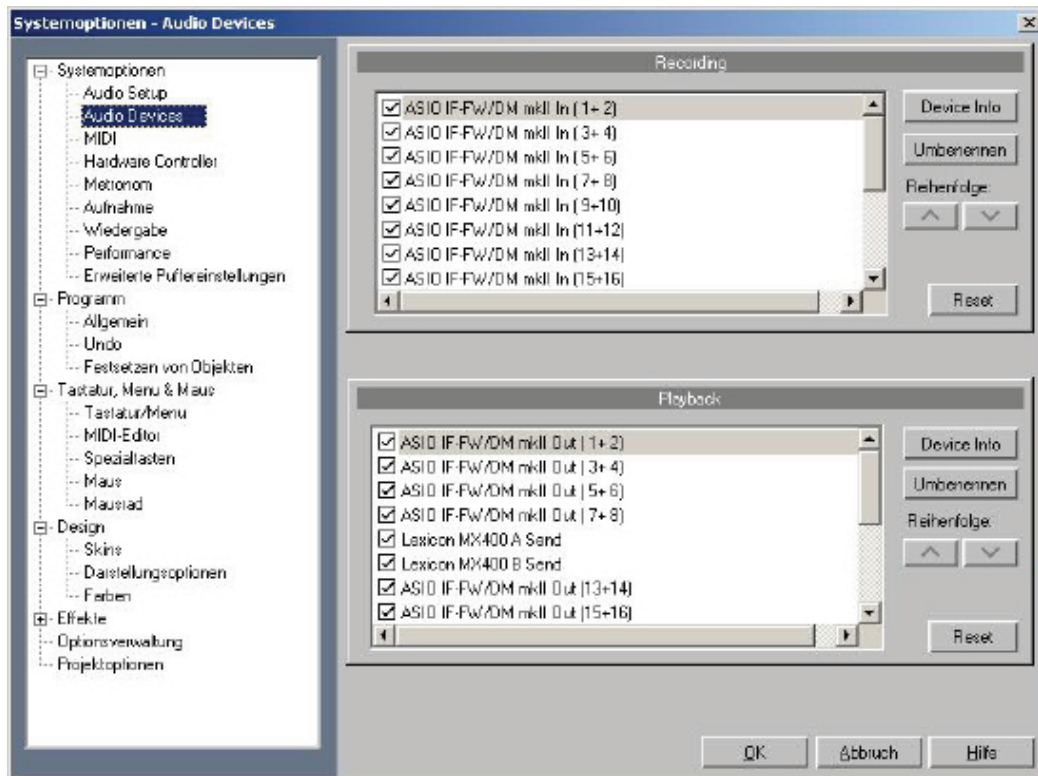 Systemoptionen - Audio Devices
Systemoptionen
Audio Setup
Audio Devices
MIDI
Hardware Controller
Metronom
Aufnahme
Wiedergabe
Performance
Erweiterte Puffereinstellungen
Programm
Allgemein
Undo
Festsetzen von Objekten
Tastatur, Menu & Maus
Tastatur/Menu
MIDI-Editor
Spezialtasten
Maus
Mausrad
Design
Skins
Darstellungsoptionen
Farben
Effekte
Optionsverwaltung
Projektoptionen
Recording
ASIO IF-FW/DM mkII In ( 1+ 2)
ASIO IF-FW/DM mkII In ( 3+ 4)
ASIO IF-FW/DM mkII In ( 5+ 6)
ASIO IF-FW/DM mkII In ( 7+ 8)
ASIO IF-FW/DM mkII In ( 9+10)
ASIO IF-FW/DM mkII In (11+12)
ASIO IF-FW/DM mkII In (13+14)
ASIO IF-FW/DM mkII In (15+16)
Device Info
Umbenennen
Reihenfolge:
Reset
Playback
ASIO IF-FW/DM mkII Out ( 1+ 2)
ASIO IF-FW/DM mkII Out ( 3+ 4)
ASIO IF-FW/DM mkII Out ( 5+ 6)
ASIO IF-FW/DM mkII Out ( 7+ 8)
Lexicon MX400 A Send
Lexicon MX400 B Send
ASIO IF-FW/DM mkII Out (13+14)
ASIO IF-FW/DM mkII Out (15+16)
Device Info
Umbenennen
Reihenfolge:
Reset
OK
Abbruch
Hilfe